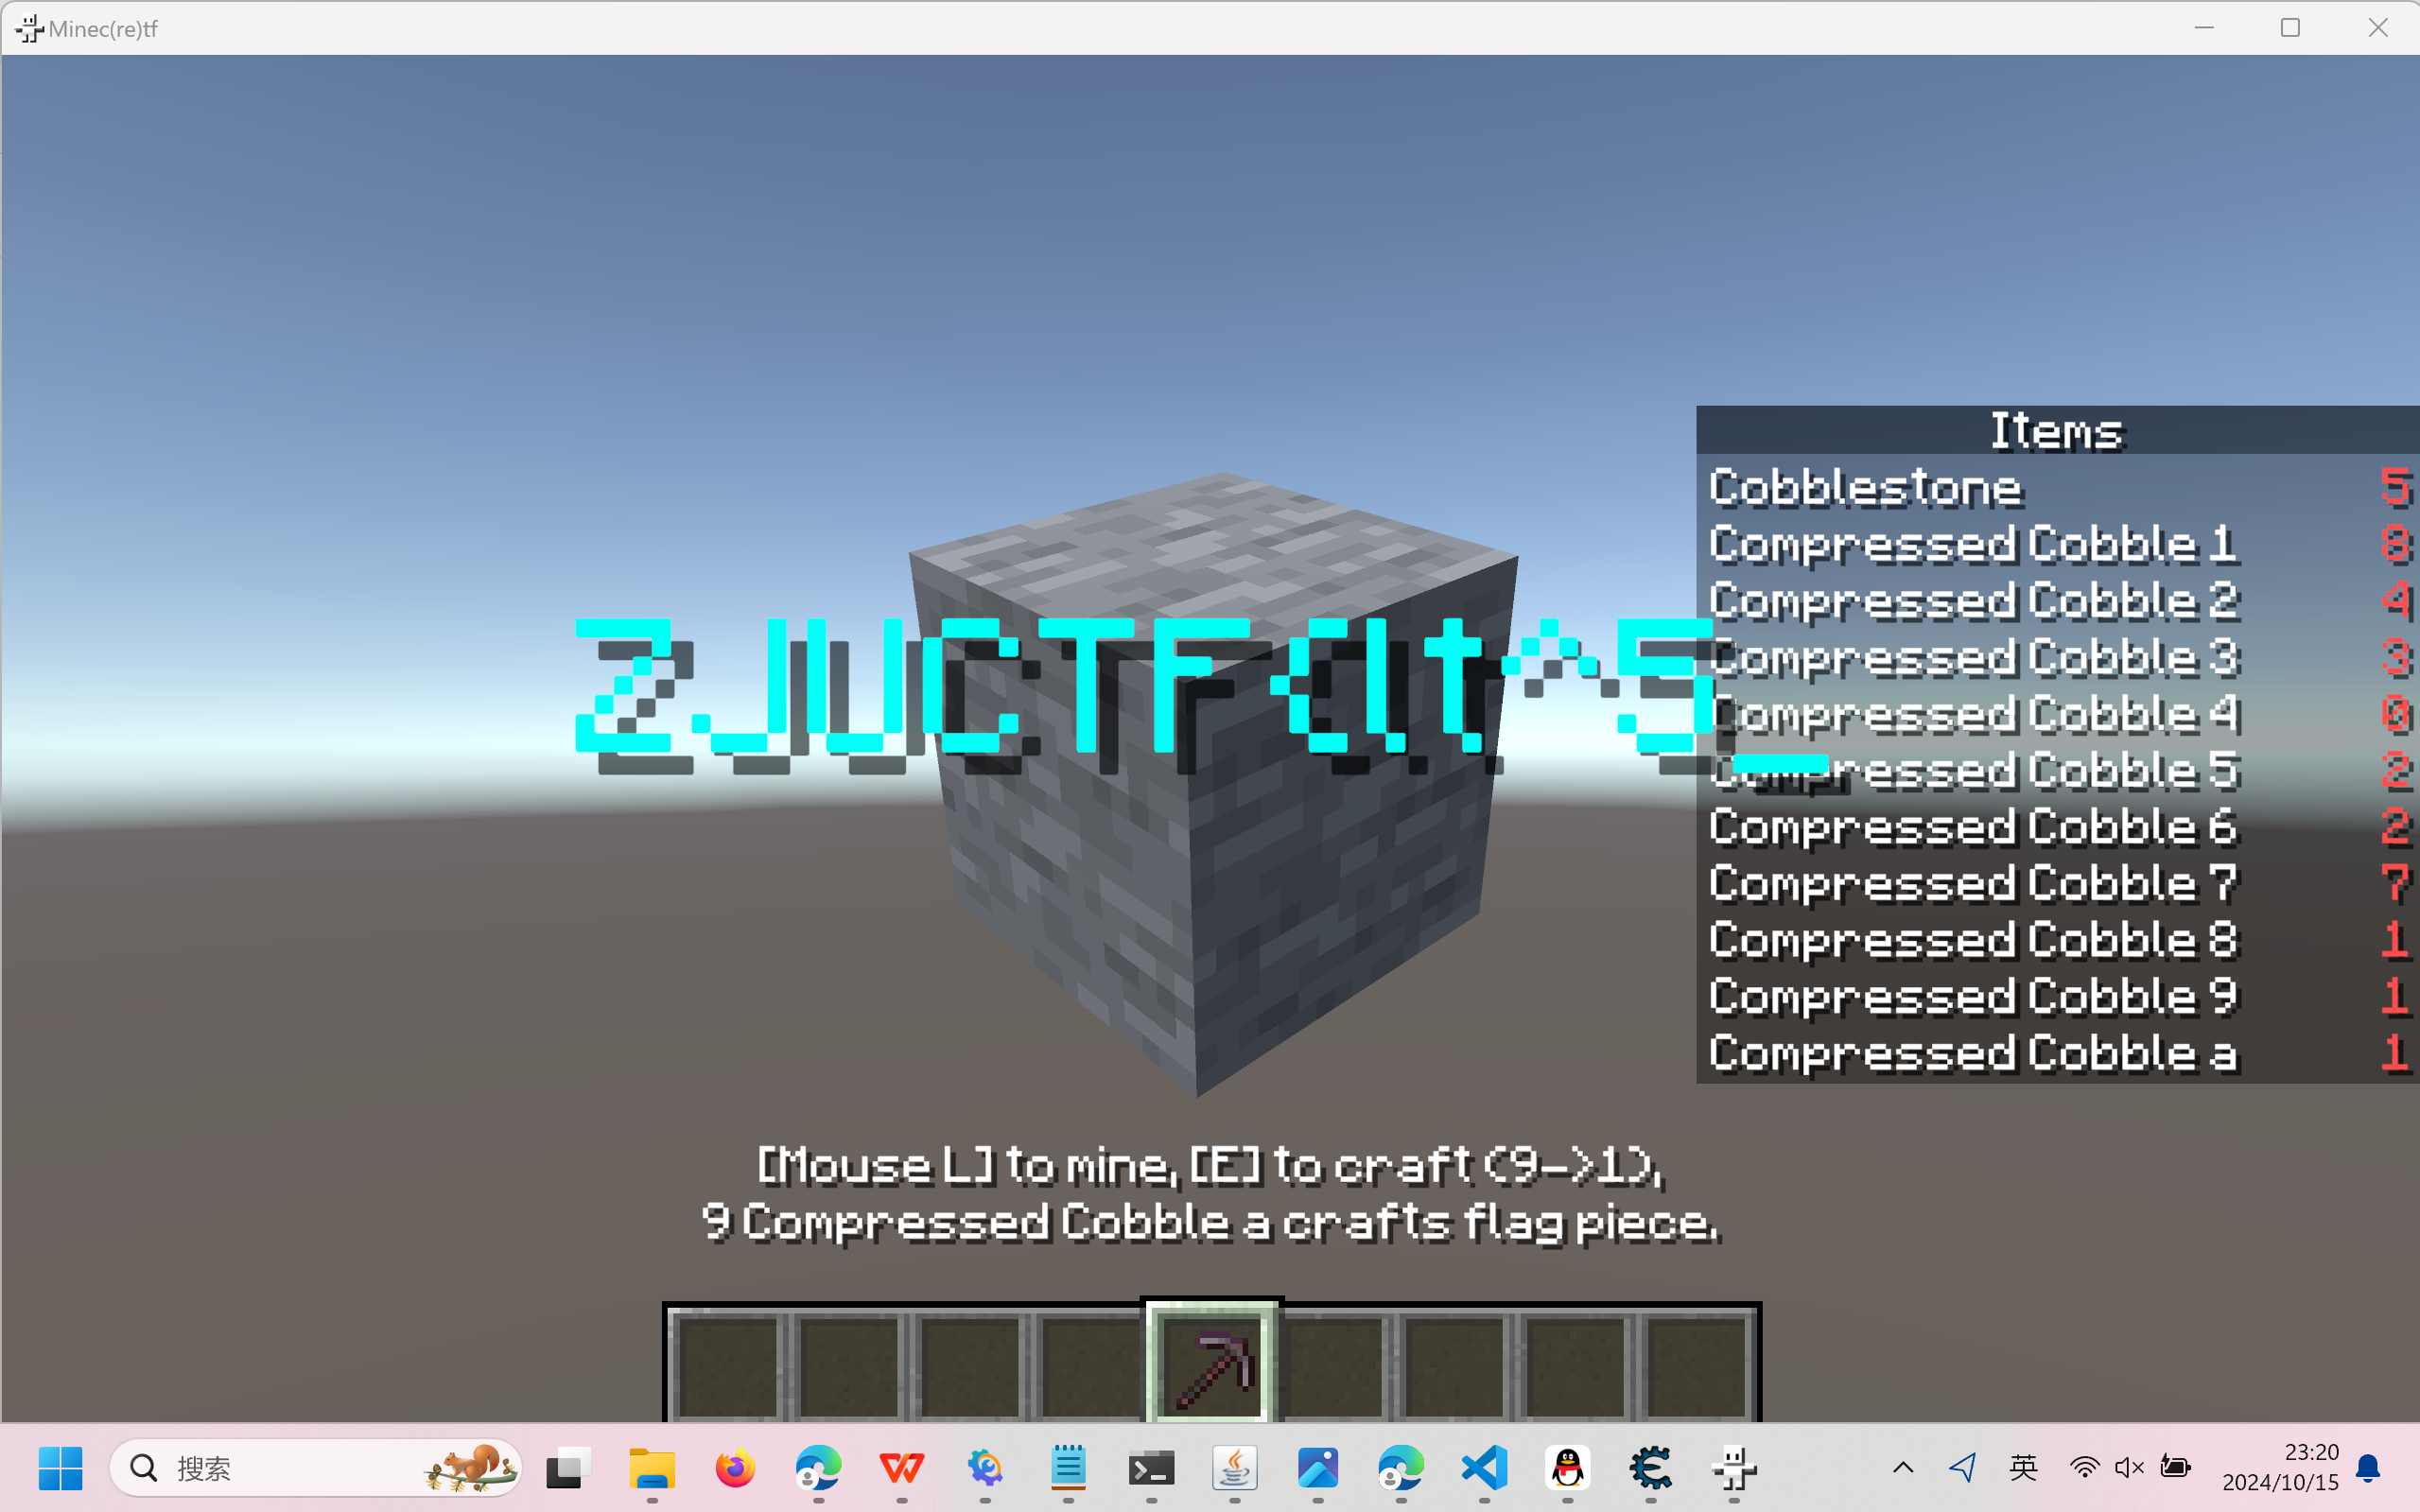 Minec(re)tf
Items
Cobblestone 5
Compressed Cobble 1 8
Compressed Cobble 2 4
Compressed Cobble 3 3
Compressed Cobble 4 0
Compressed Cobble 5 2
Compressed Cobble 6 2
Compressed Cobble 7 7
Compressed Cobble 8 1
Compressed Cobble 9 1
Compressed Cobble a 1
ZJUCTF{lt^S_
[Mouse L] to mine, [E] to craft (9->1),
9 Compressed Cobble a crafts flag piece.
搜索
英
23:20
2024/10/15